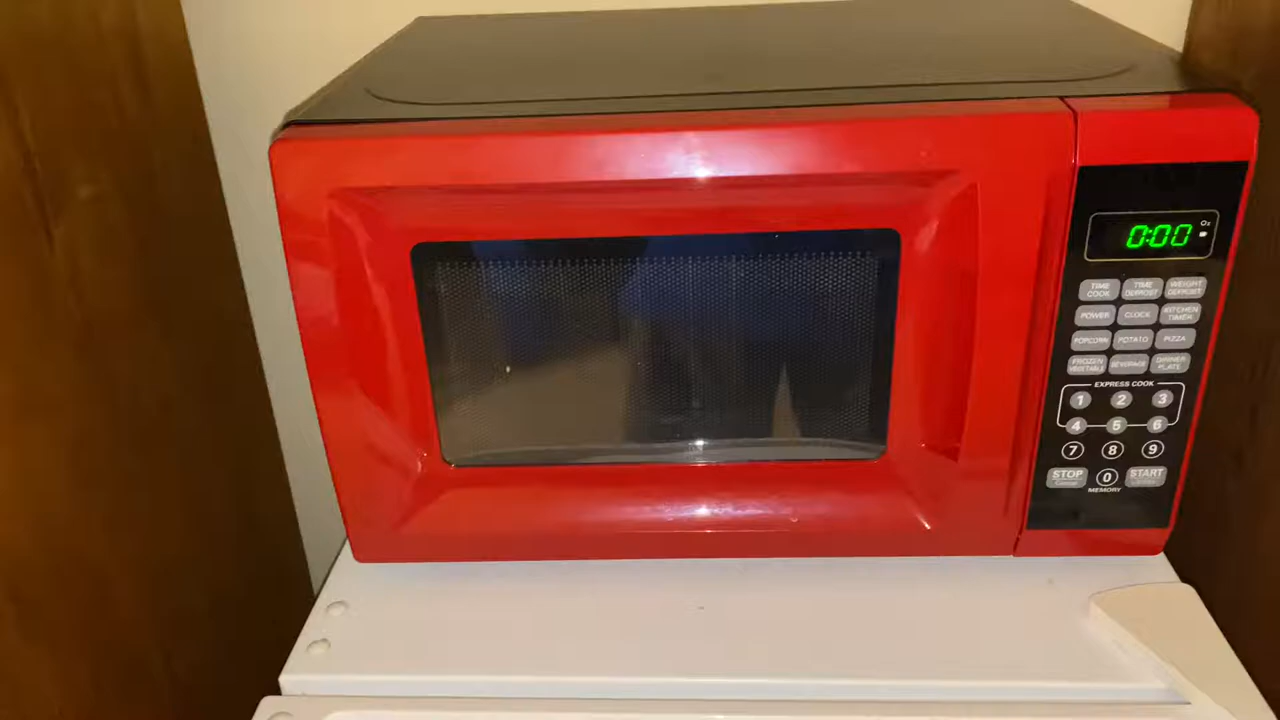 0:00
TIME COOK
TIME DEFROST
WEIGHT DEFROST
POWER
CLOCK
KITCHEN TIMER
POPCORN
POTATO
PIZZA
FROZEN VEGETABLE
BEVERAGE
DINNER PLATE
EXPRESS COOK
1 2 3
4 5 6
7 8 9
STOP
Cancel
0
START
MEMORY